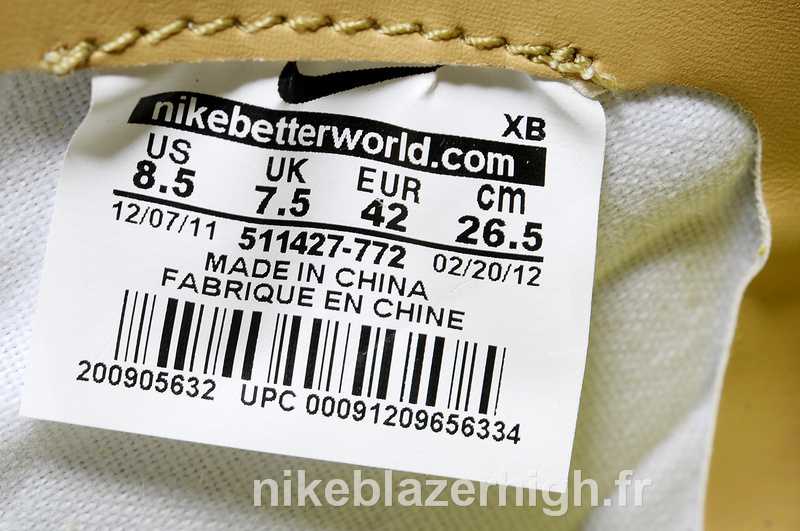 XB
nikebetterworld.com
US UK EUR cm
8.5 7.5 42 26.5
12/07/11 511427-772 02/20/12
MADE IN CHINA
FABRIQUE EN CHINE
200905632 UPC 00091209656334
nikeblazerhigh.fr